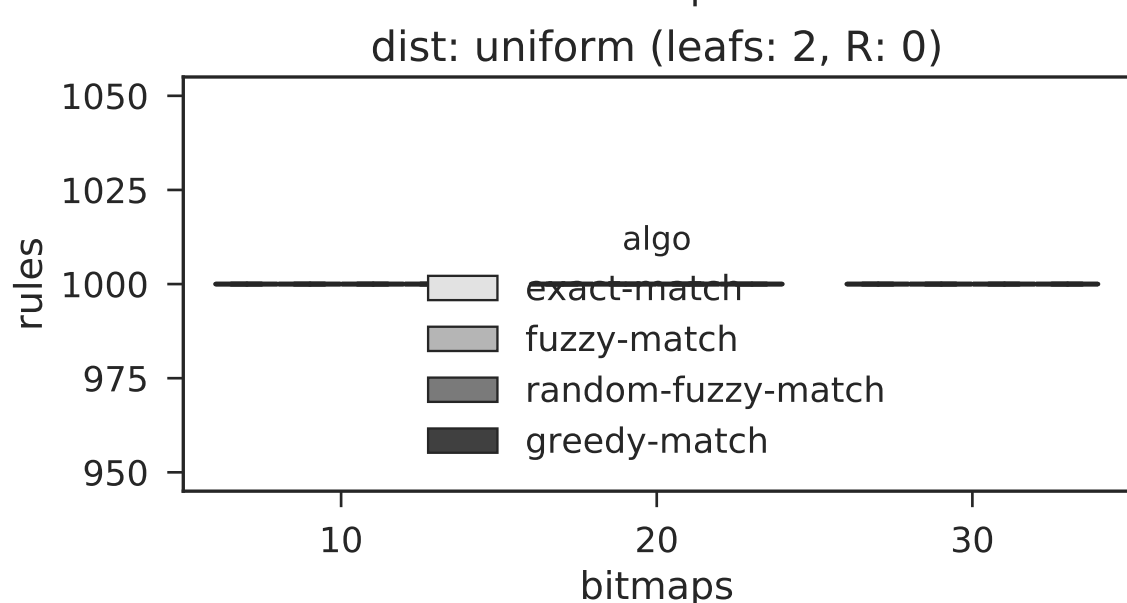 dist: uniform (leafs: 2, R: 0)
1050
1025
1000
975
950
rules
algo
exact-match
fuzzy-match
random-fuzzy-match
greedy-match
10 20 30
bitmaps